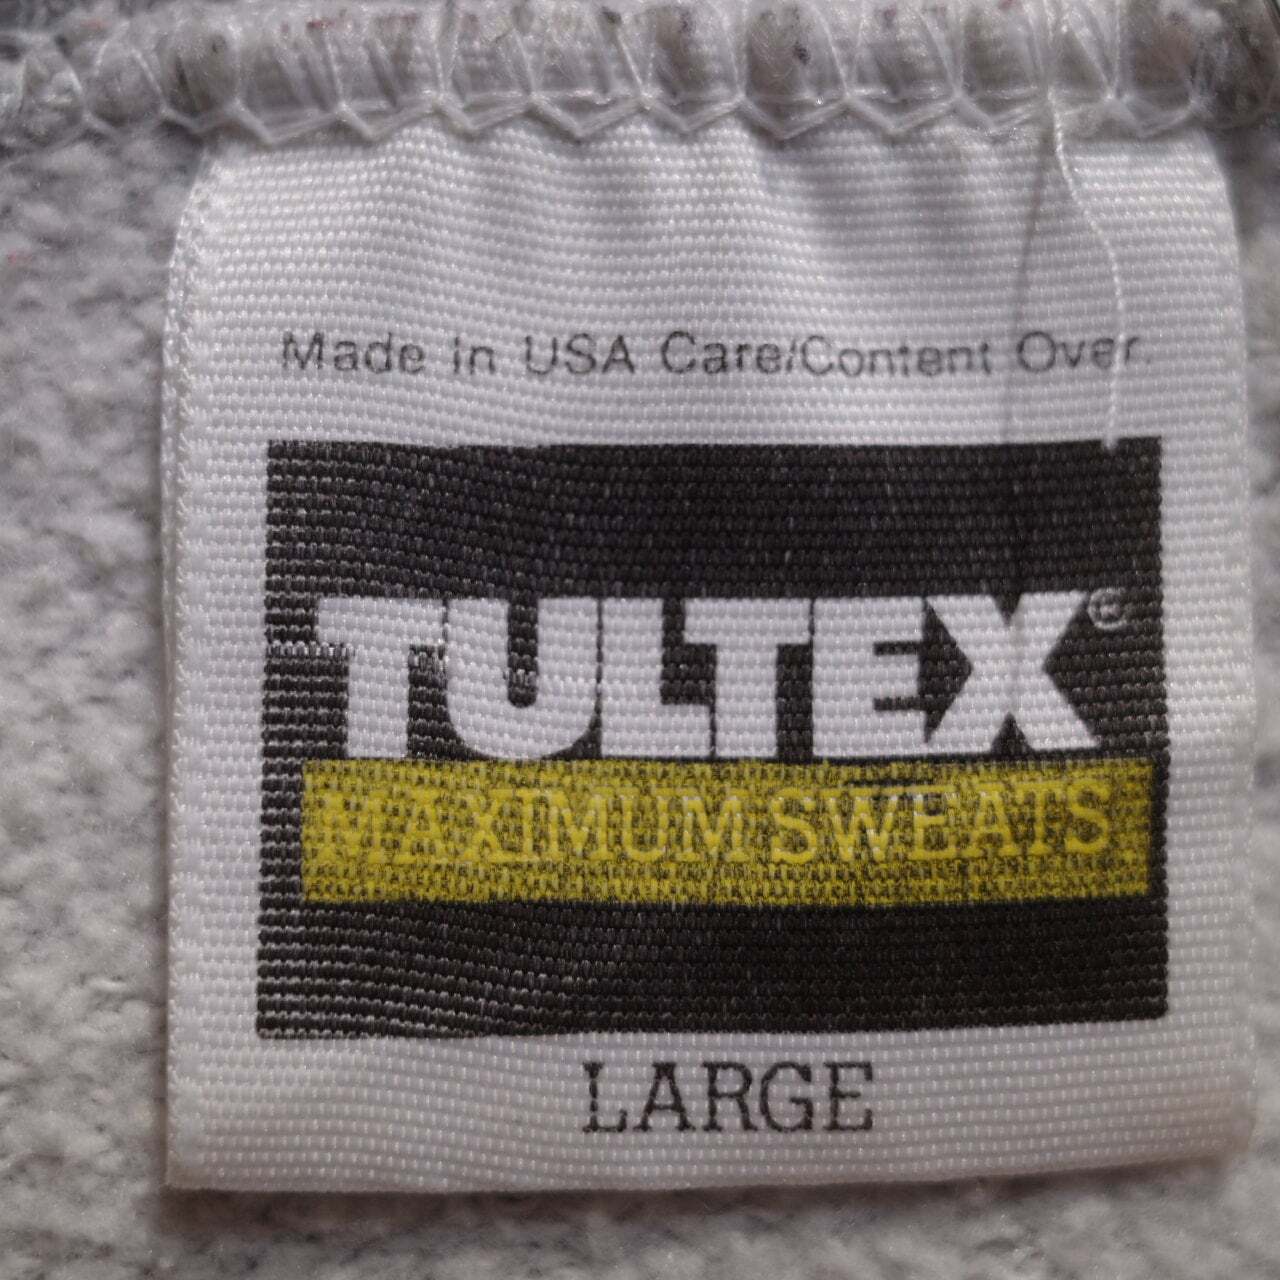 Made in USA Care/Content Over
TULTEX®
MAXIMUM SWEATS
LARGE